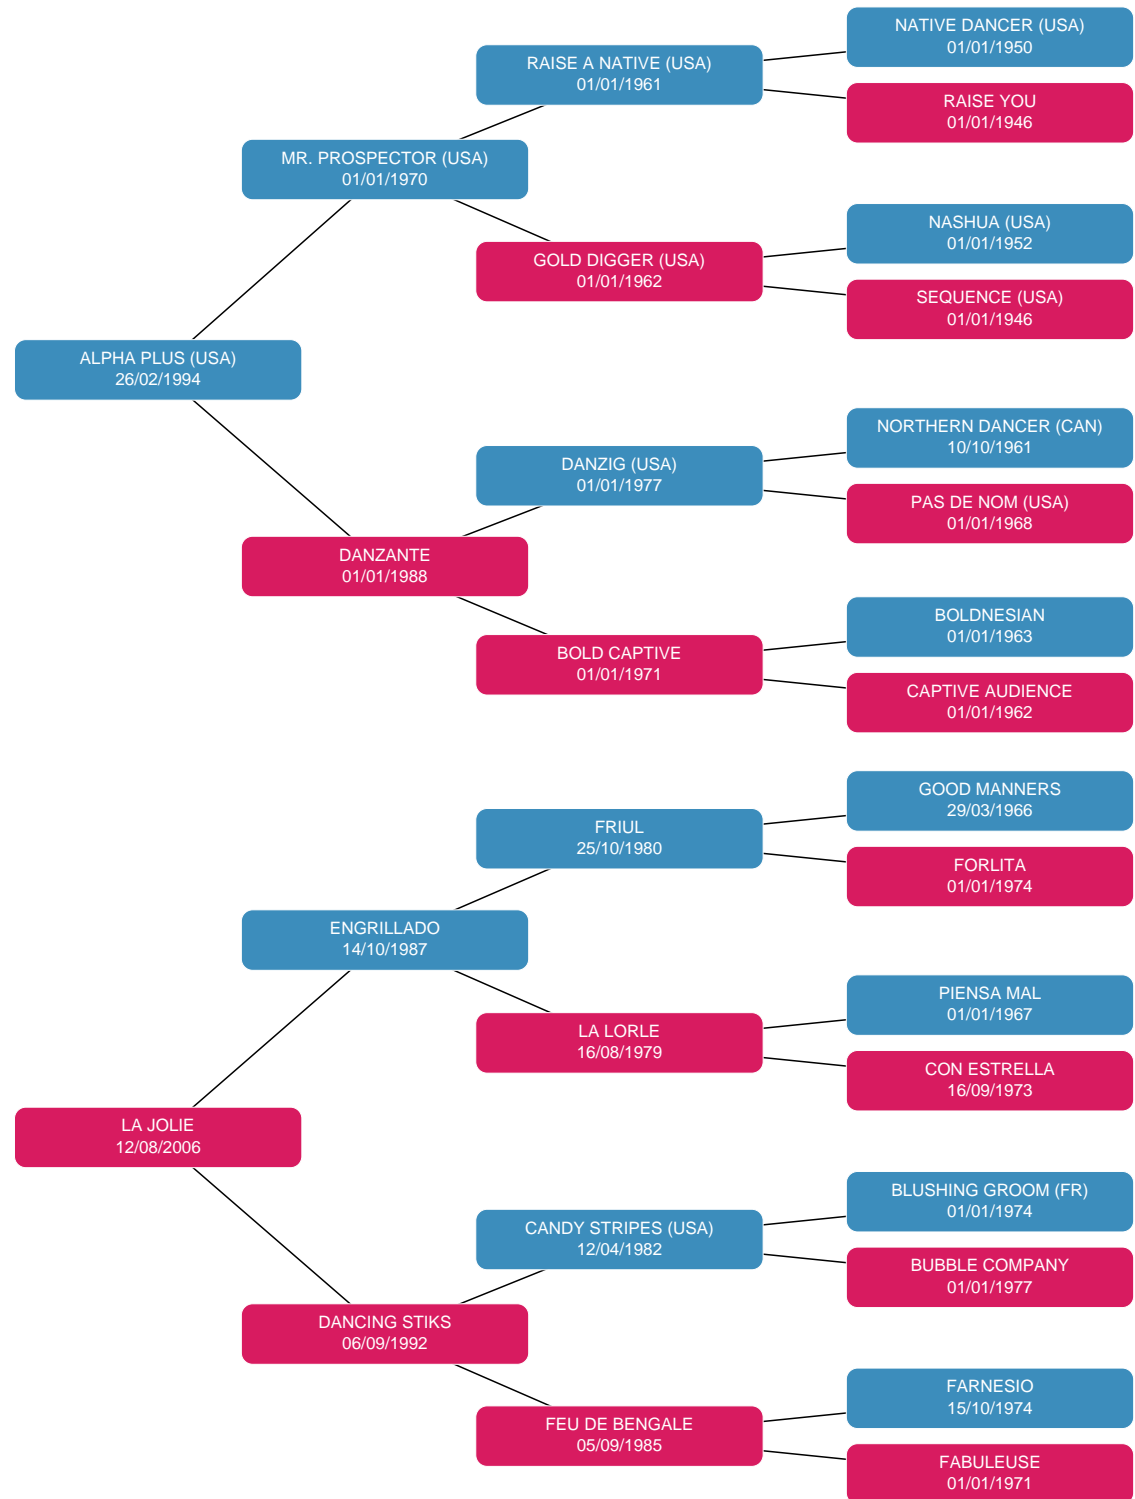 NATIVE DANCER (USA)
01/01/1950
RAISE A NATIVE (USA)
01/01/1961
RAISE YOU
01/01/1946
MR. PROSPECTOR (USA)
01/01/1970
NASHUA (USA)
01/01/1952
GOLD DIGGER (USA)
01/01/1962
SEQUENCE (USA)
01/01/1946
ALPHA PLUS (USA)
26/02/1994
NORTHERN DANCER (CAN)
10/10/1961
DANZIG (USA)
01/01/1977
PAS DE NOM (USA)
01/01/1968
DANZANTE
01/01/1988
BOLDNESIAN
01/01/1963
BOLD CAPTIVE
01/01/1971
CAPTIVE AUDIENCE
01/01/1962
GOOD MANNERS
29/03/1966
FRIUL
25/10/1980
FORLITA
01/01/1974
ENGRILLADO
14/10/1987
PIENSA MAL
01/01/1967
LA LORLE
16/08/1979
CON ESTRELLA
16/09/1973
LA JOLIE
12/08/2006
BLUSHING GROOM (FR)
01/01/1974
CANDY STRIPES (USA)
12/04/1982
BUBBLE COMPANY
01/01/1977
DANCING STIKS
06/09/1992
FARNESIO
15/10/1974
FEU DE BENGALE
05/09/1985
FABULEUSE
01/01/1971